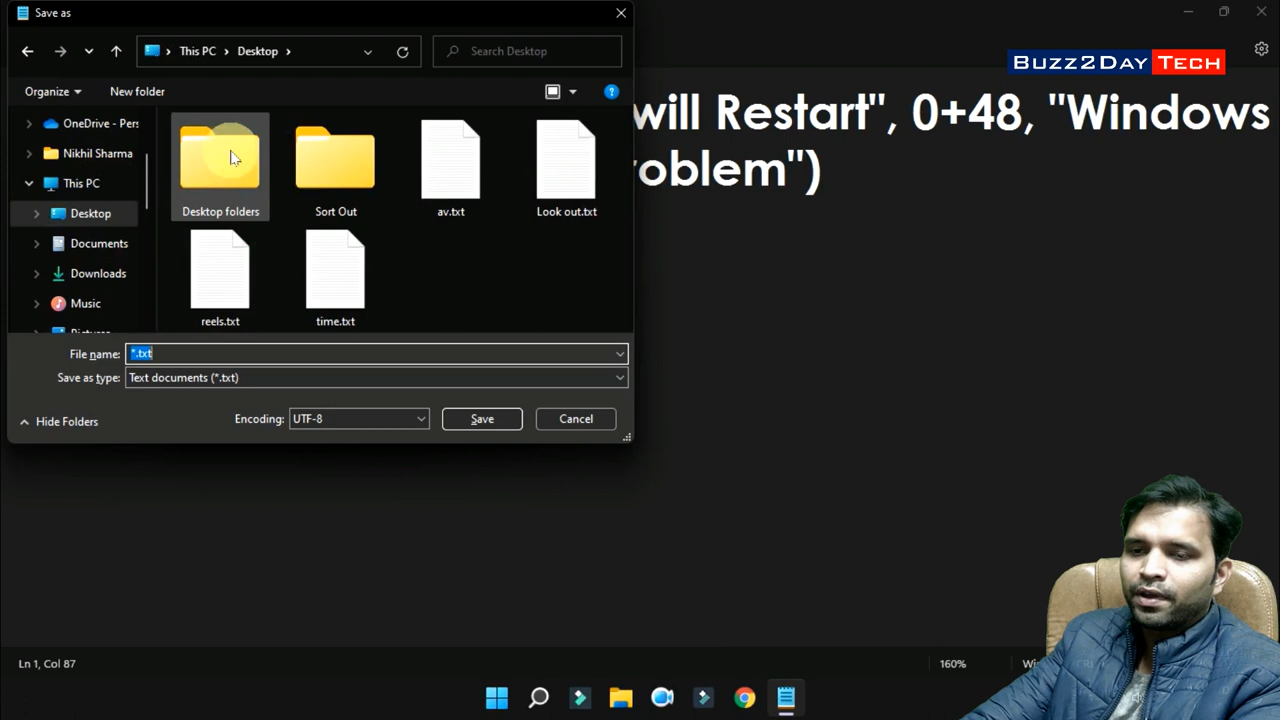 Save as
This PC > Desktop >
Search Desktop
Organize
New folder
OneDrive - Pers
Nikhil Sharma
This PC
Desktop
Documents
Downloads
Music
Desktop folders
Sort Out
av.txt
Look out.txt
reels.txt
time.txt
File name: *.txt
Save as type: Text documents (*.txt)
Hide Folders
Encoding: UTF-8
Save
Cancel
Buzz2Day Tech
will Restart", 0+48, "Windows
roblem")
Ln 1, Col 87
160%